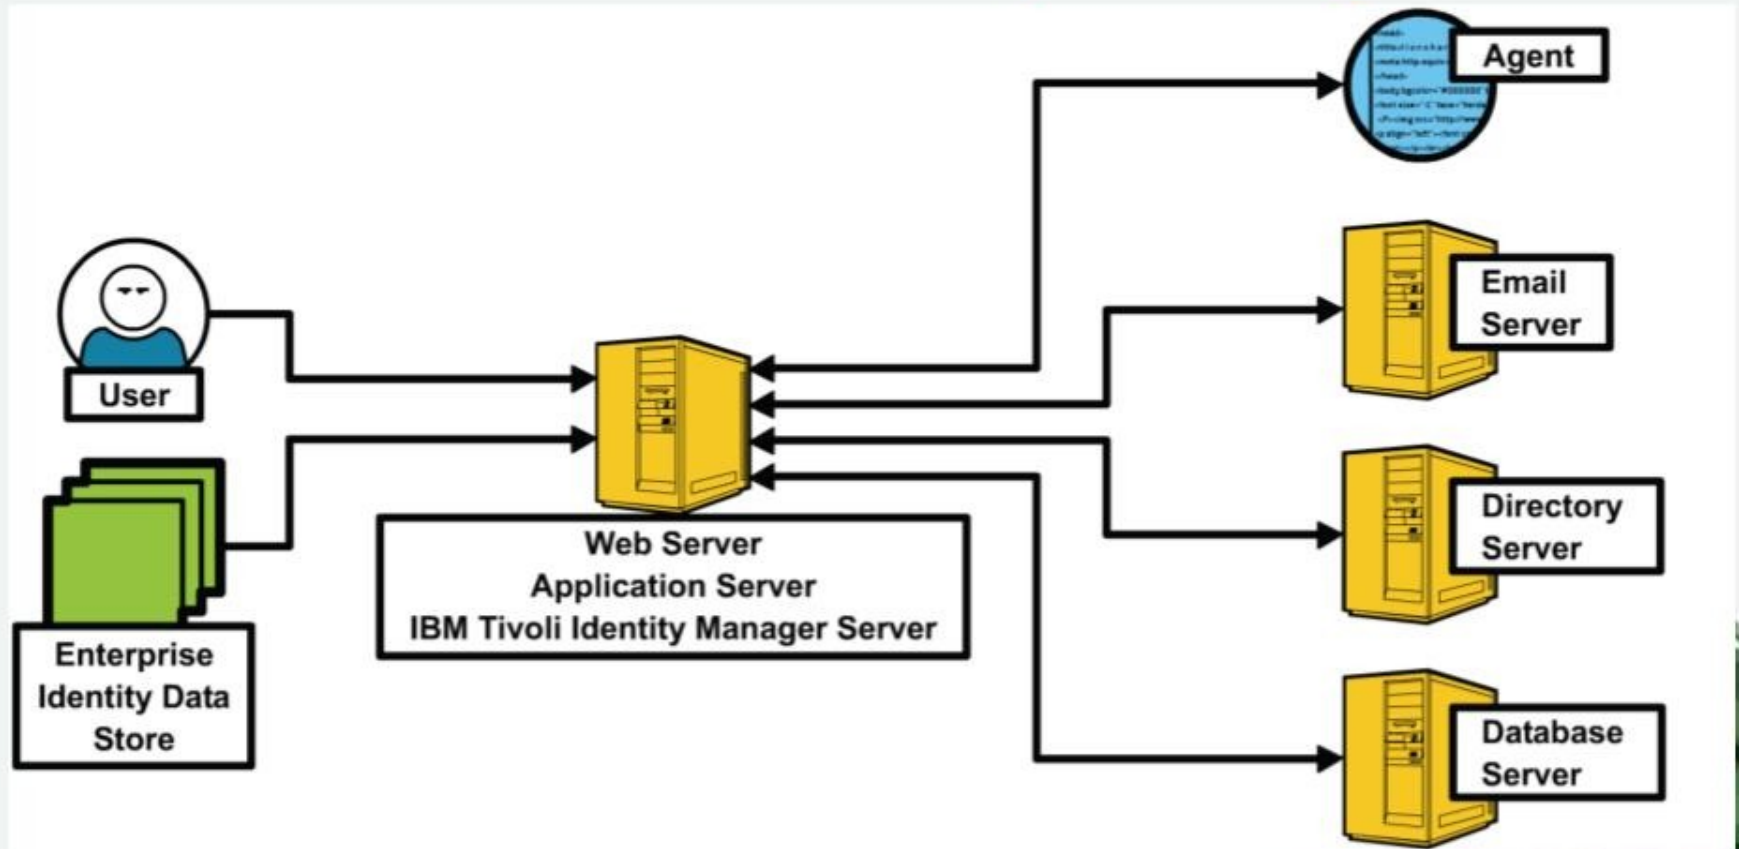 Agent
Email
Server
User
Web Server
Application Server
IBM Tivoli Identity Manager Server
Directory
Server
Enterprise
Identity Data
Store
Database
Server